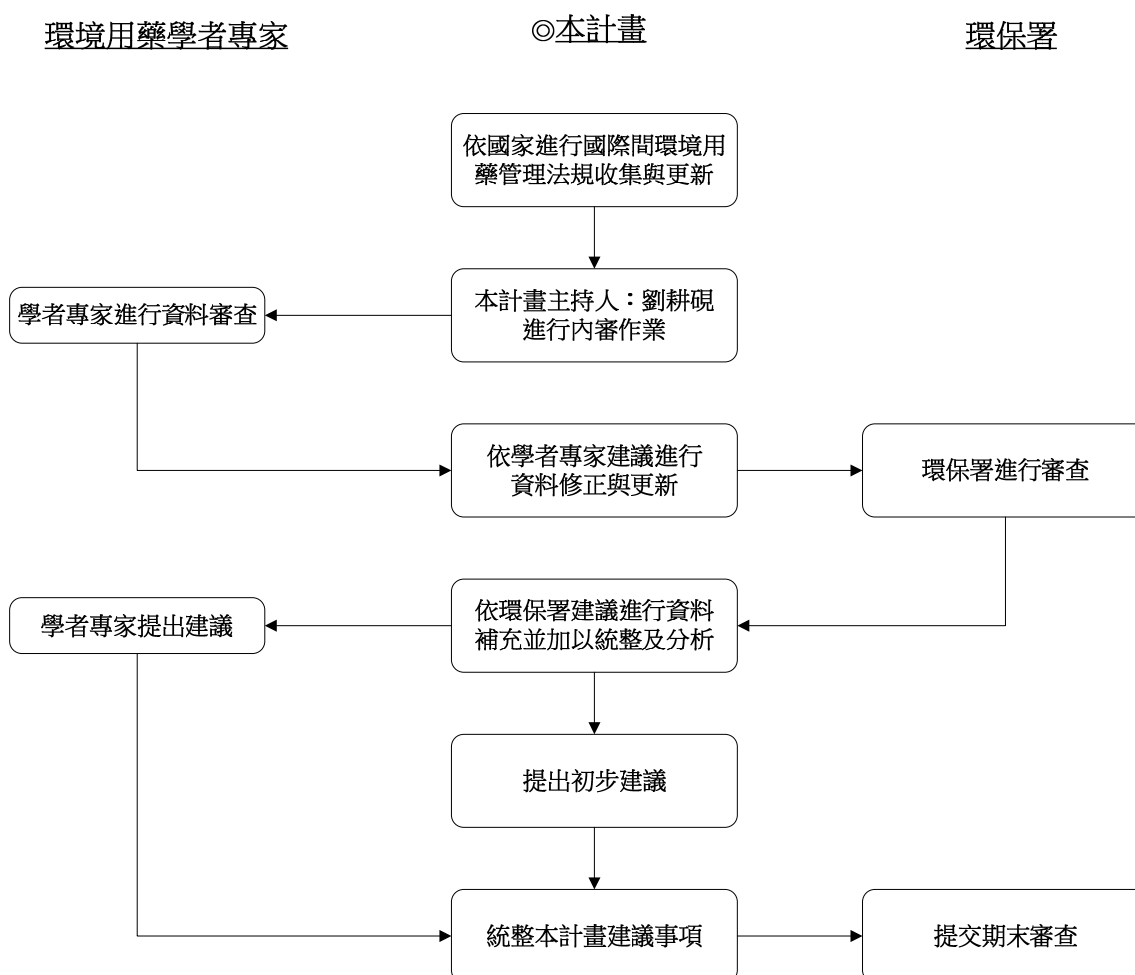 環境用藥學者專家
◎本計畫
環保署
依國家進行國際間環境用
藥管理法規收集與更新
學者專家進行資料審查
本計畫主持人：劉耕硯
進行內審作業
依學者專家建議進行
資料修正與更新
環保署進行審查
學者專家提出建議
依環保署建議進行資料
補充並加以統整及分析
提出初步建議
統整本計畫建議事項
提交期末審查